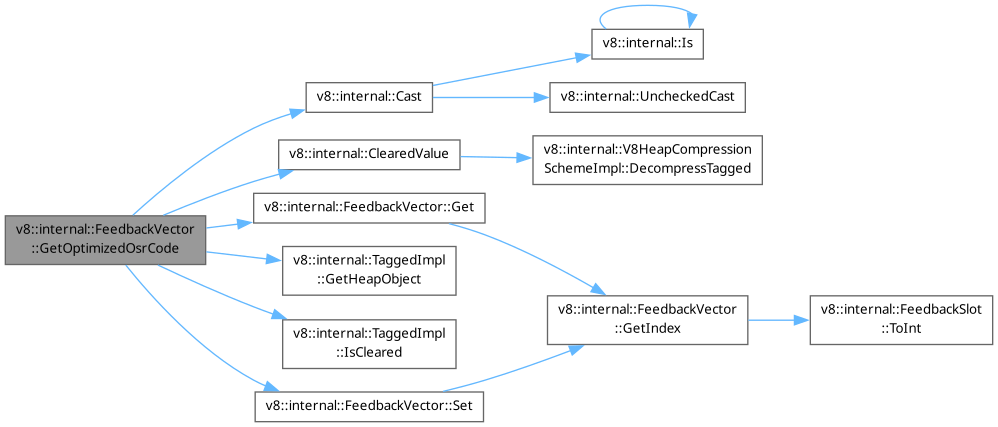 v8::internal::FeedbackVector
::GetOptimizedOsrCode
v8::internal::Cast
v8::internal::Is
v8::internal::UncheckedCast
v8::internal::ClearedValue
v8::internal::V8HeapCompression
SchemeImpl::DecompressTagged
v8::internal::FeedbackVector::Get
v8::internal::TaggedImpl
::GetHeapObject
v8::internal::TaggedImpl
::IsCleared
v8::internal::FeedbackVector::Set
v8::internal::FeedbackVector
::GetIndex
v8::internal::FeedbackSlot
::ToInt